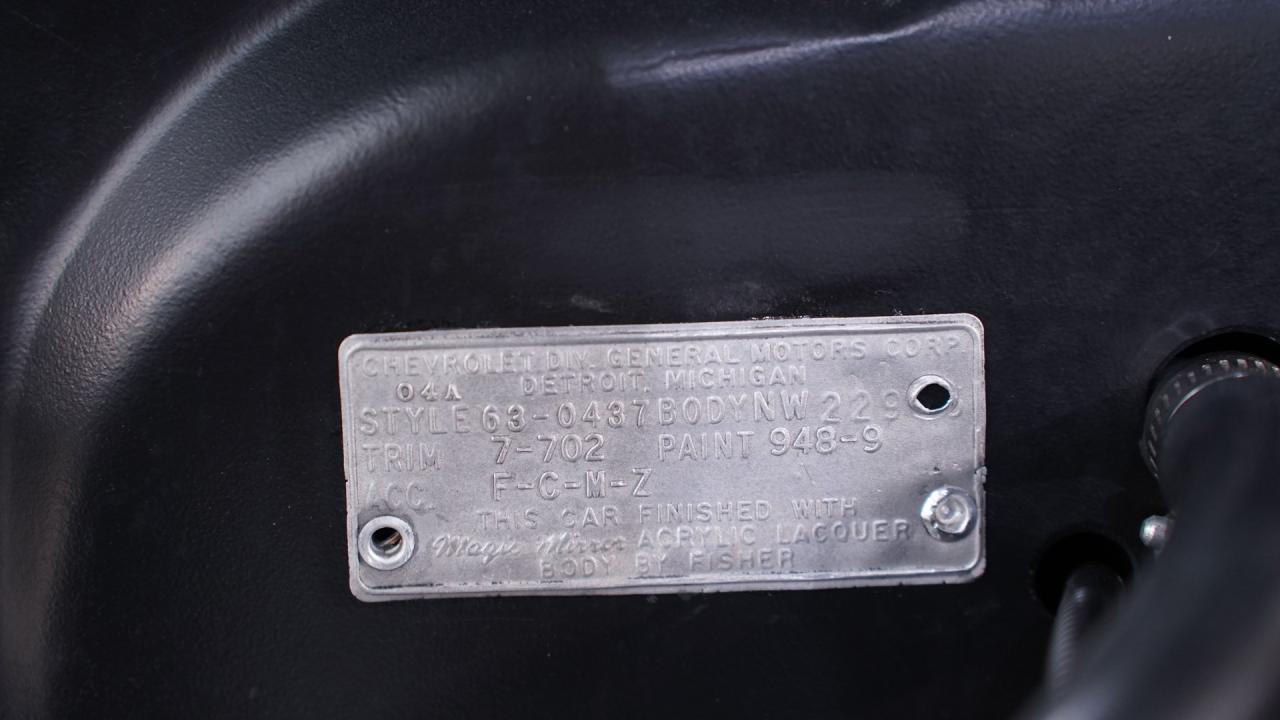 CHEVROLET DIV. GENERAL MOTORS CORP.
DETROIT, MICHIGAN
04A
STYLE 63-0437 BODY NW 229
TRIM 7-702 PAINT 948-9
ACC. F-C-M-Z
THIS CAR FINISHED WITH
Magic Mirror ACRYLIC LACQUER
BODY BY FISHER